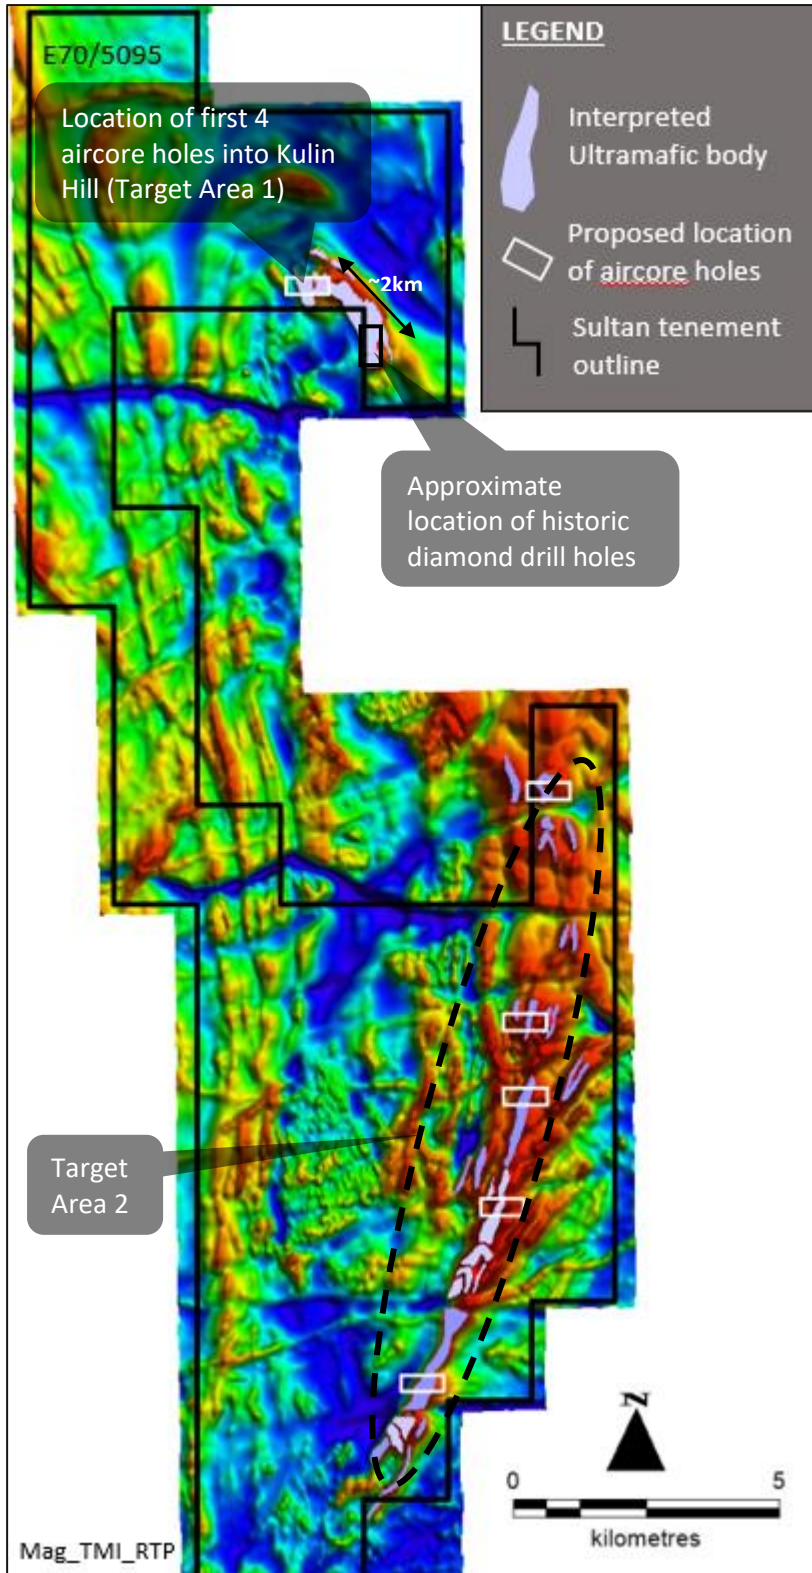 E70/5095
Location of first 4
aircore holes into Kulin
Hill (Target Area 1)
~2km
LEGEND
Interpreted
Ultramafic body
Proposed location
of aircore holes
Sultan tenement
outline
Approximate
location of historic
diamond drill holes
Target
Area 2
N
0 5
kilometres
Mag_TMI_RTP